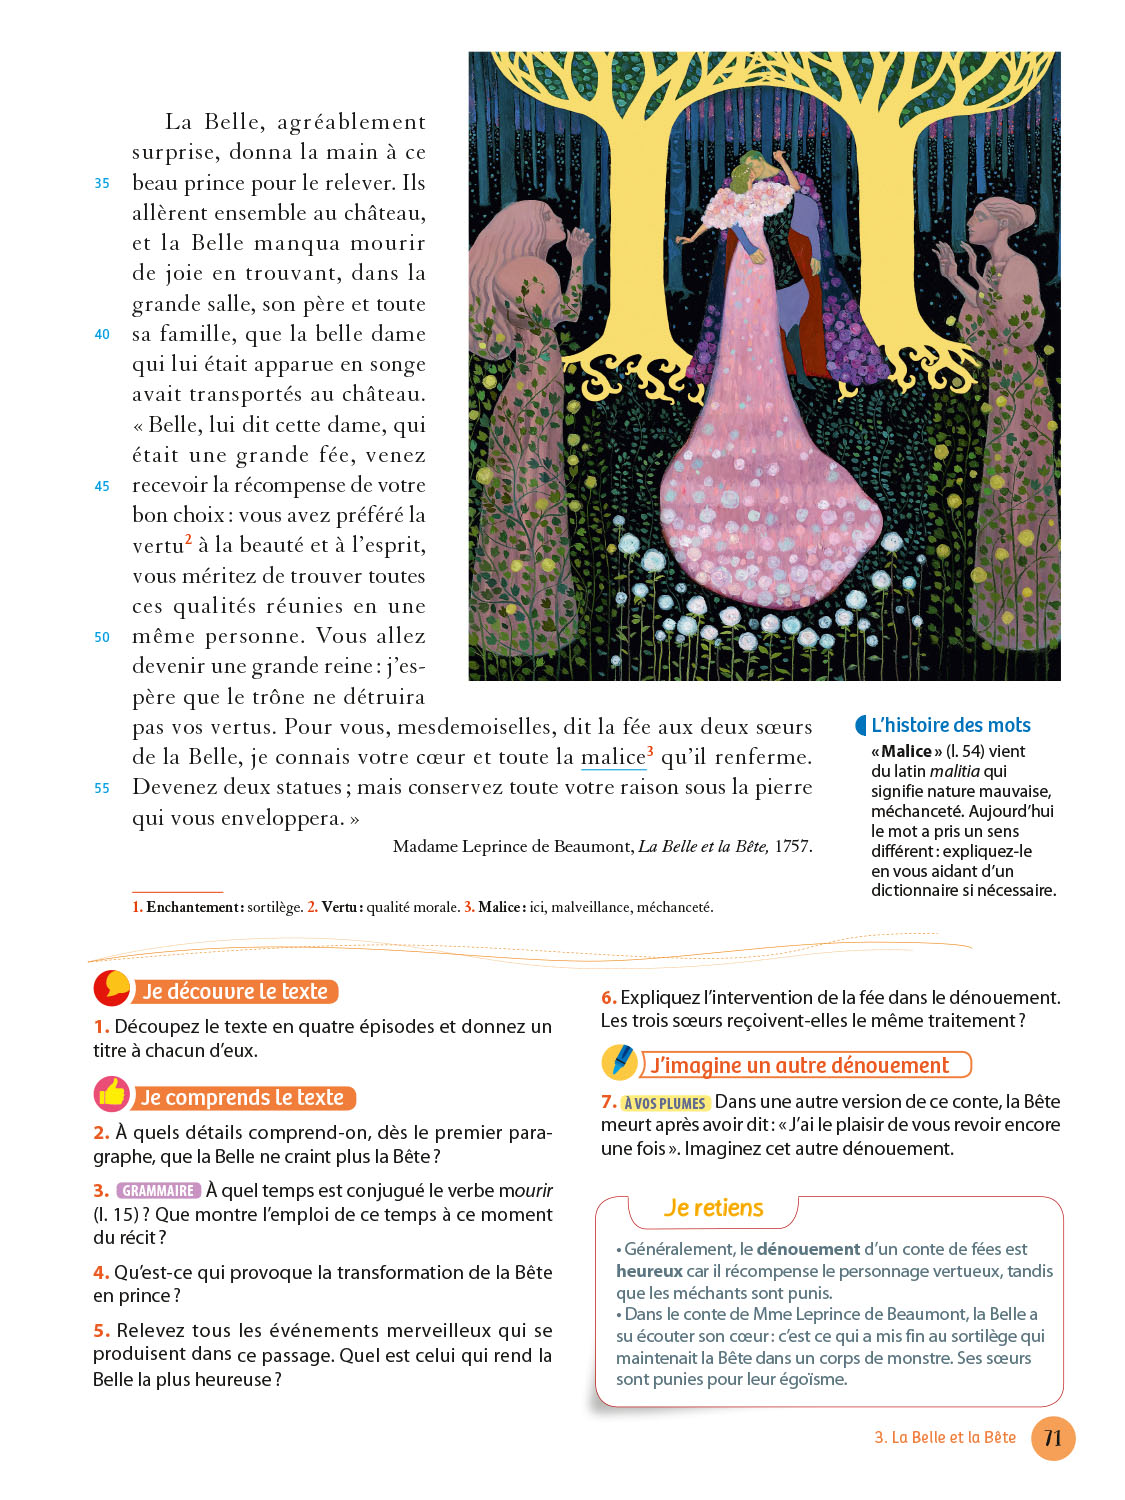 La Belle, agréablement
surprise, donna la main à ce
35 beau prince pour le relever. Ils
allèrent ensemble au château,
et la Belle manqua mourir
de joie en trouvant, dans la
grande salle, son père et toute
40 sa famille, que la belle dame
qui lui était apparue en songe
avait transportés au château.
« Belle, lui dit cette dame, qui
était une grande fée, venez
45 recevoir la récompense de votre
bon choix : vous avez préféré la
vertu2 à la beauté et à l’esprit,
vous méritez de trouver toutes
ces qualités réunies en une
50 même personne. Vous allez
devenir une grande reine : j’es-
père que le trône ne détruira
pas vos vertus. Pour vous, mesdemoiselles, dit la fée aux deux sœurs
de la Belle, je connais votre cœur et toute la malice3 qu’il renferme.
55 Devenez deux statues ; mais conservez toute votre raison sous la pierre
qui vous enveloppera. »
Madame Leprince de Beaumont, La Belle et la Bête, 1757.
L’histoire des mots
« Malice » (l. 54) vient
du latin malitia qui
signifie nature mauvaise,
méchanceté. Aujourd’hui
le mot a pris un sens
différent : expliquez-le
en vous aidant d’un
dictionnaire si nécessaire.
1. Enchantement : sortilège. 2. Vertu : qualité morale. 3. Malice : ici, malveillance, méchanceté.
Je découvre le texte
1. Découpez le texte en quatre épisodes et donnez un
titre à chacun d’eux.
Je comprends le texte
2. À quels détails comprend-on, dès le premier para-
graphe, que la Belle ne craint plus la Bête ?
3. GRAMMAIRE À quel temps est conjugué le verbe mourir
(l. 15) ? Que montre l’emploi de ce temps à ce moment
du récit ?
4. Qu’est-ce qui provoque la transformation de la Bête
en prince ?
5. Relevez tous les événements merveilleux qui se
produisent dans ce passage. Quel est celui qui rend la
Belle la plus heureuse ?
6. Expliquez l’intervention de la fée dans le dénouement.
Les trois sœurs reçoivent-elles le même traitement ?
J’imagine un autre dénouement
7. À VOS PLUMES Dans une autre version de ce conte, la Bête
meurt après avoir dit : « J’ai le plaisir de vous revoir encore
une fois ». Imaginez cet autre dénouement.
Je retiens
• Généralement, le dénouement d’un conte de fées est
heureux car il récompense le personnage vertueux, tandis
que les méchants sont punis.
• Dans le conte de Mme Leprince de Beaumont, la Belle a
su écouter son cœur : c’est ce qui a mis fin au sortilège qui
maintenait la Bête dans un corps de monstre. Ses sœurs
sont punies pour leur égoïsme.
3. La Belle et la Bête 71